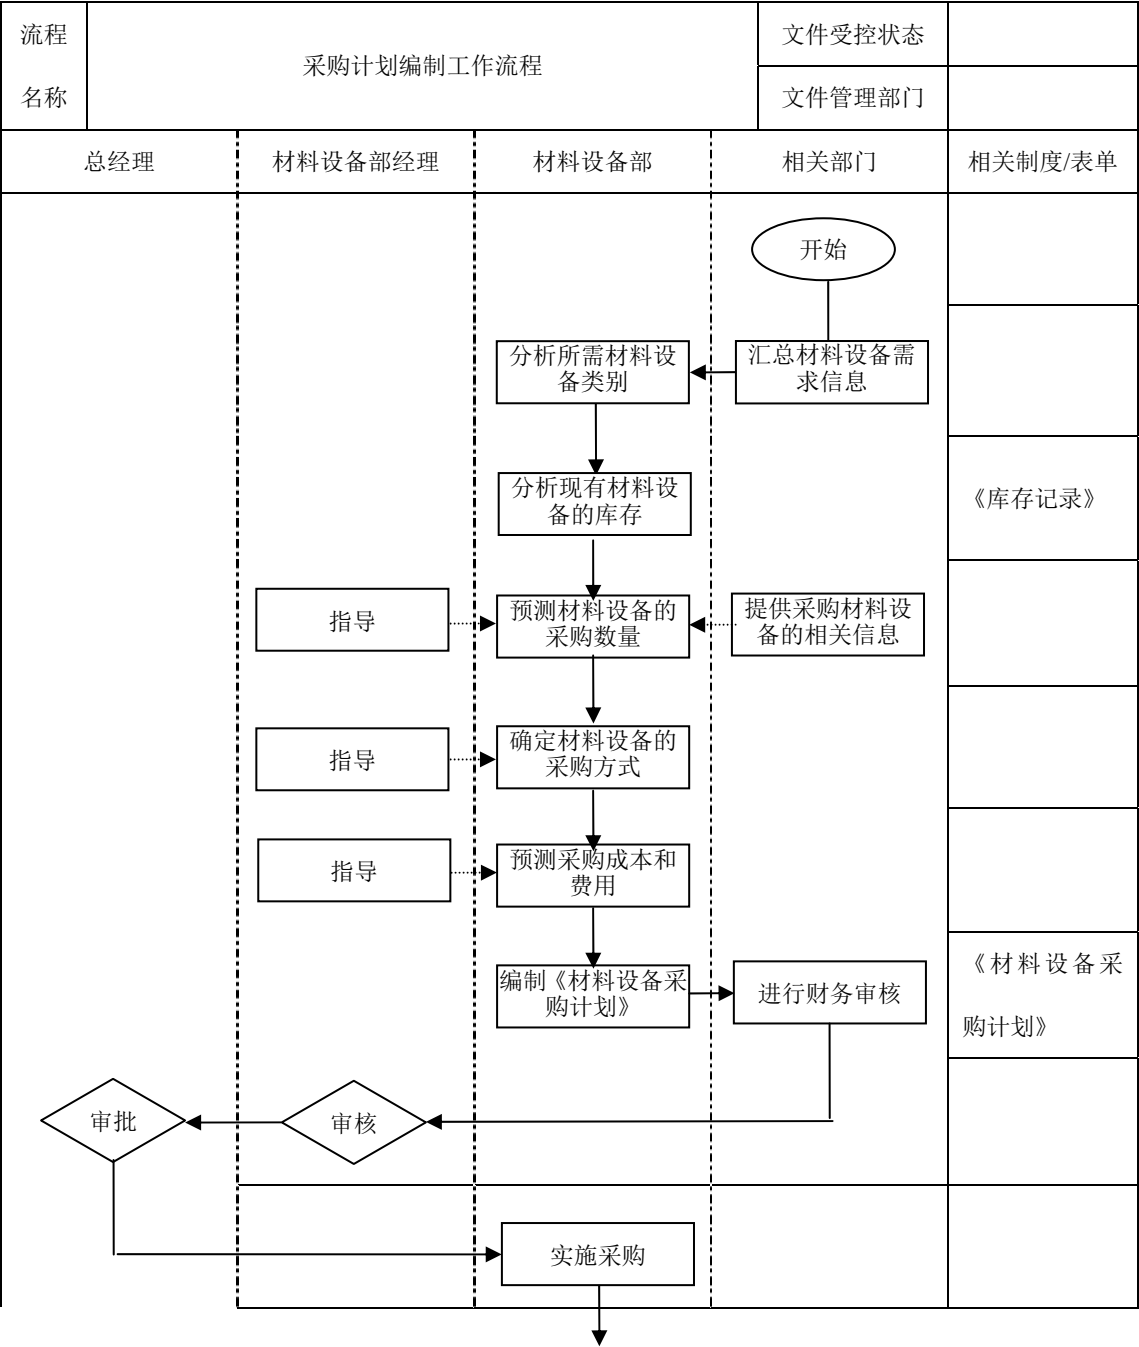 流程
名称
采购计划编制工作流程
文件受控状态
文件管理部门
总经理
材料设备部经理
材料设备部
相关部门
相关制度/表单
开始
分析所需材料设
备类别
汇总材料设备需
求信息
分析现有材料设
备的库存
《库存记录》
指导
预测材料设备的
采购数量
提供采购材料设
备的相关信息
指导
确定材料设备的
采购方式
指导
预测采购成本和
费用
编制《材料设备采
购计划》
进行财务审核
《材料设备采
购计划》
审批
审核
实施采购